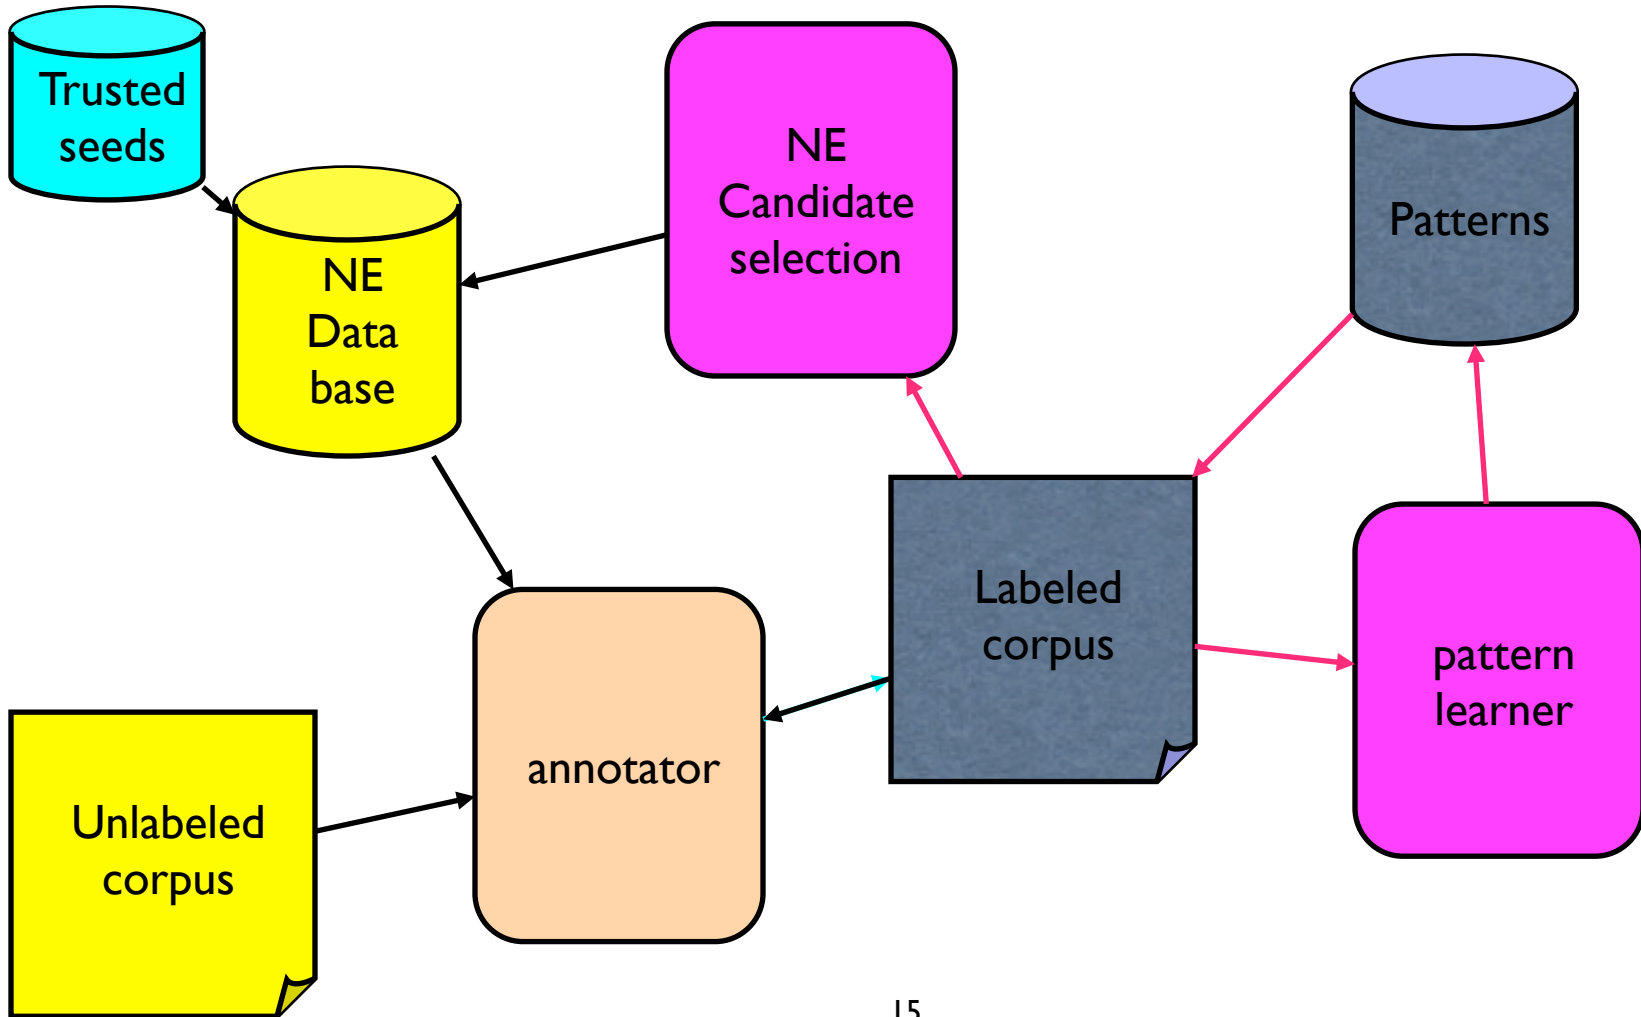 Trusted
seeds
NE
Data
base
NE
Candidate
selection
Patterns
Labeled
corpus
pattern
learner
annotator
Unlabeled
corpus
15